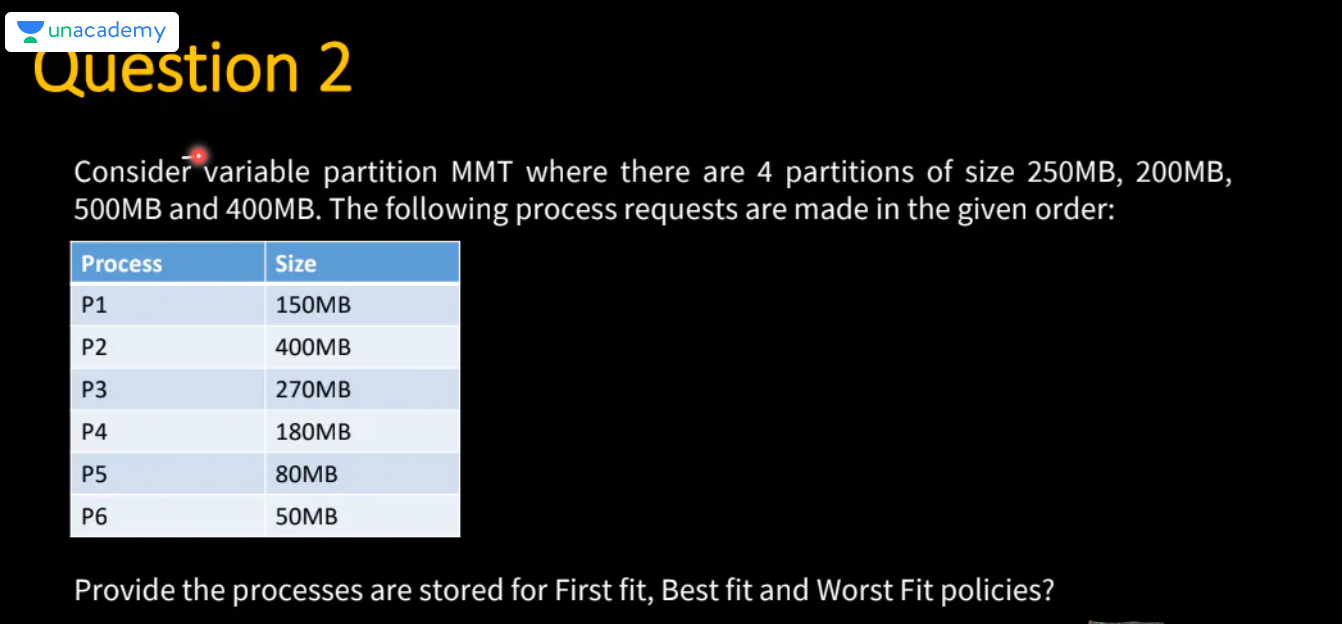 unacademy
Question 2
Consider variable partition MMT where there are 4 partitions of size 250MB, 200MB,
500MB and 400MB. The following process requests are made in the given order:
Process Size
P1 150MB
P2 400MB
P3 270MB
P4 180MB
P5 80MB
P6 50MB
Provide the processes are stored for First fit, Best fit and Worst Fit policies?